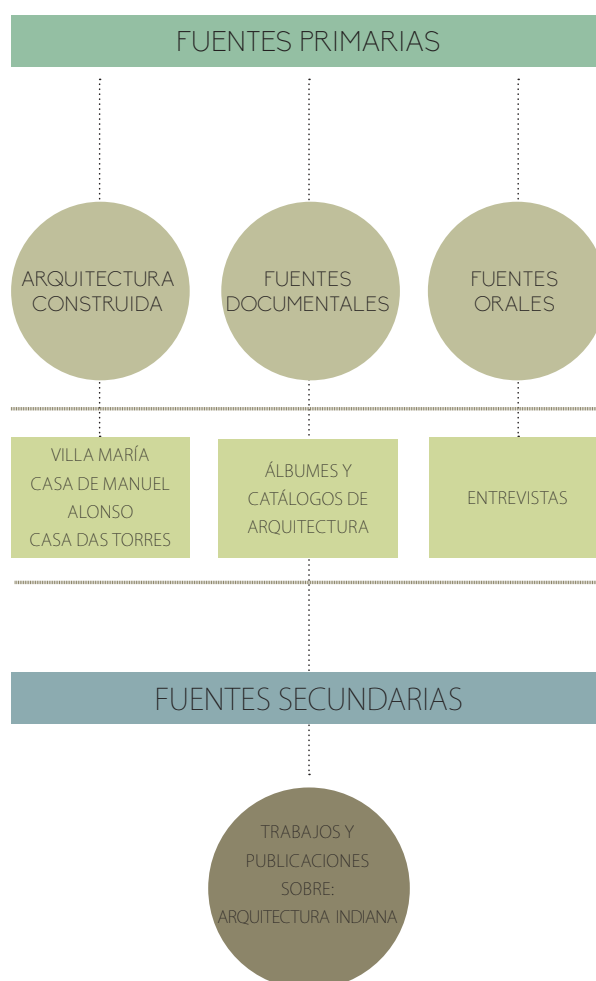 FUENTES PRIMARIAS
ARQUITECTURA
CONSTRUIDA
FUENTES
DOCUMENTALES
FUENTES
ORALES
VILLA MARÍA
CASA DE MANUEL
ALONSO
CASA DAS TORRES
ÁLBUMES Y
CATÁLOGOS DE
ARQUITECTURA
ENTREVISTAS
FUENTES SECUNDARIAS
TRABAJOS Y
PUBLICACIONES
SOBRE:
ARQUITECTURA INDIANA